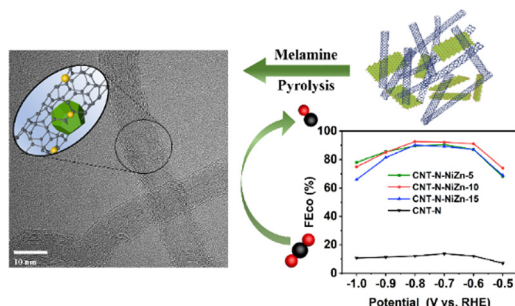 Melamine
Pyrolysis
10 nm
FEco (%)
100
80
60
40
20
0
CNT-N-NiZn-5
CNT-N-NiZn-10
CNT-N-NiZn-15
CNT-N
-1.0 -0.9 -0.8 -0.7 -0.6 -0.5
Potential (V vs. RHE)